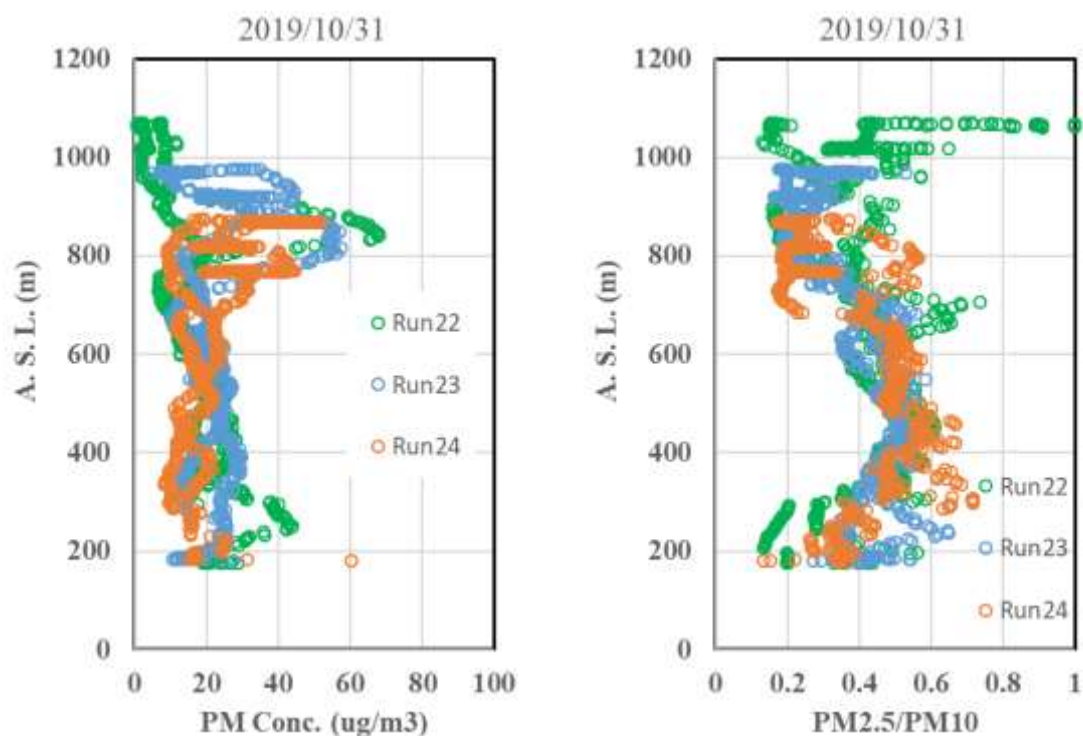 2019/10/31
1200
1000
800
600
400
200
0
A. S. L. (m)
0 20 40 60 80 100
PM Conc. (ug/m3)
Run22
Run23
Run24
2019/10/31
1200
1000
800
600
400
200
0
A. S. L. (m)
0 0.2 0.4 0.6 0.8 1
PM2.5/PM10
Run22
Run23
Run24